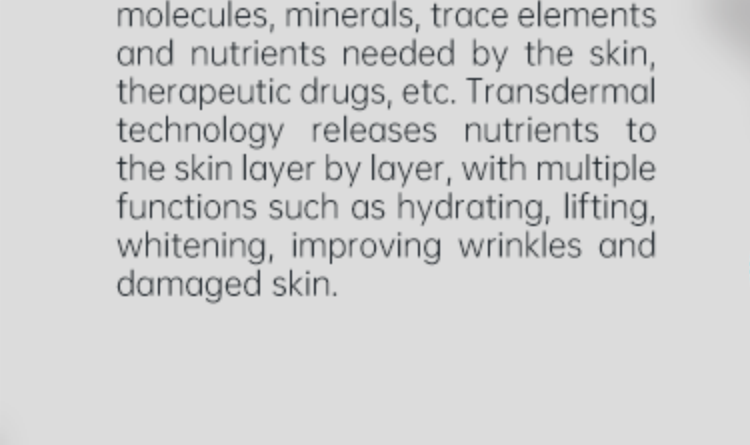 molecules, minerals, trace elements
and nutrients needed by the skin,
therapeutic drugs, etc. Transdermal
technology releases nutrients to
the skin layer by layer, with multiple
functions such as hydrating, lifting,
whitening, improving wrinkles and
damaged skin.